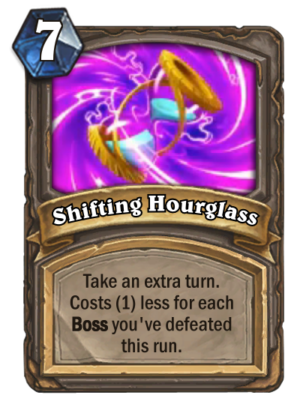 7
Shifting Hourglass
Take an extra turn.
Costs (1) less for each
Boss you've defeated
this run.